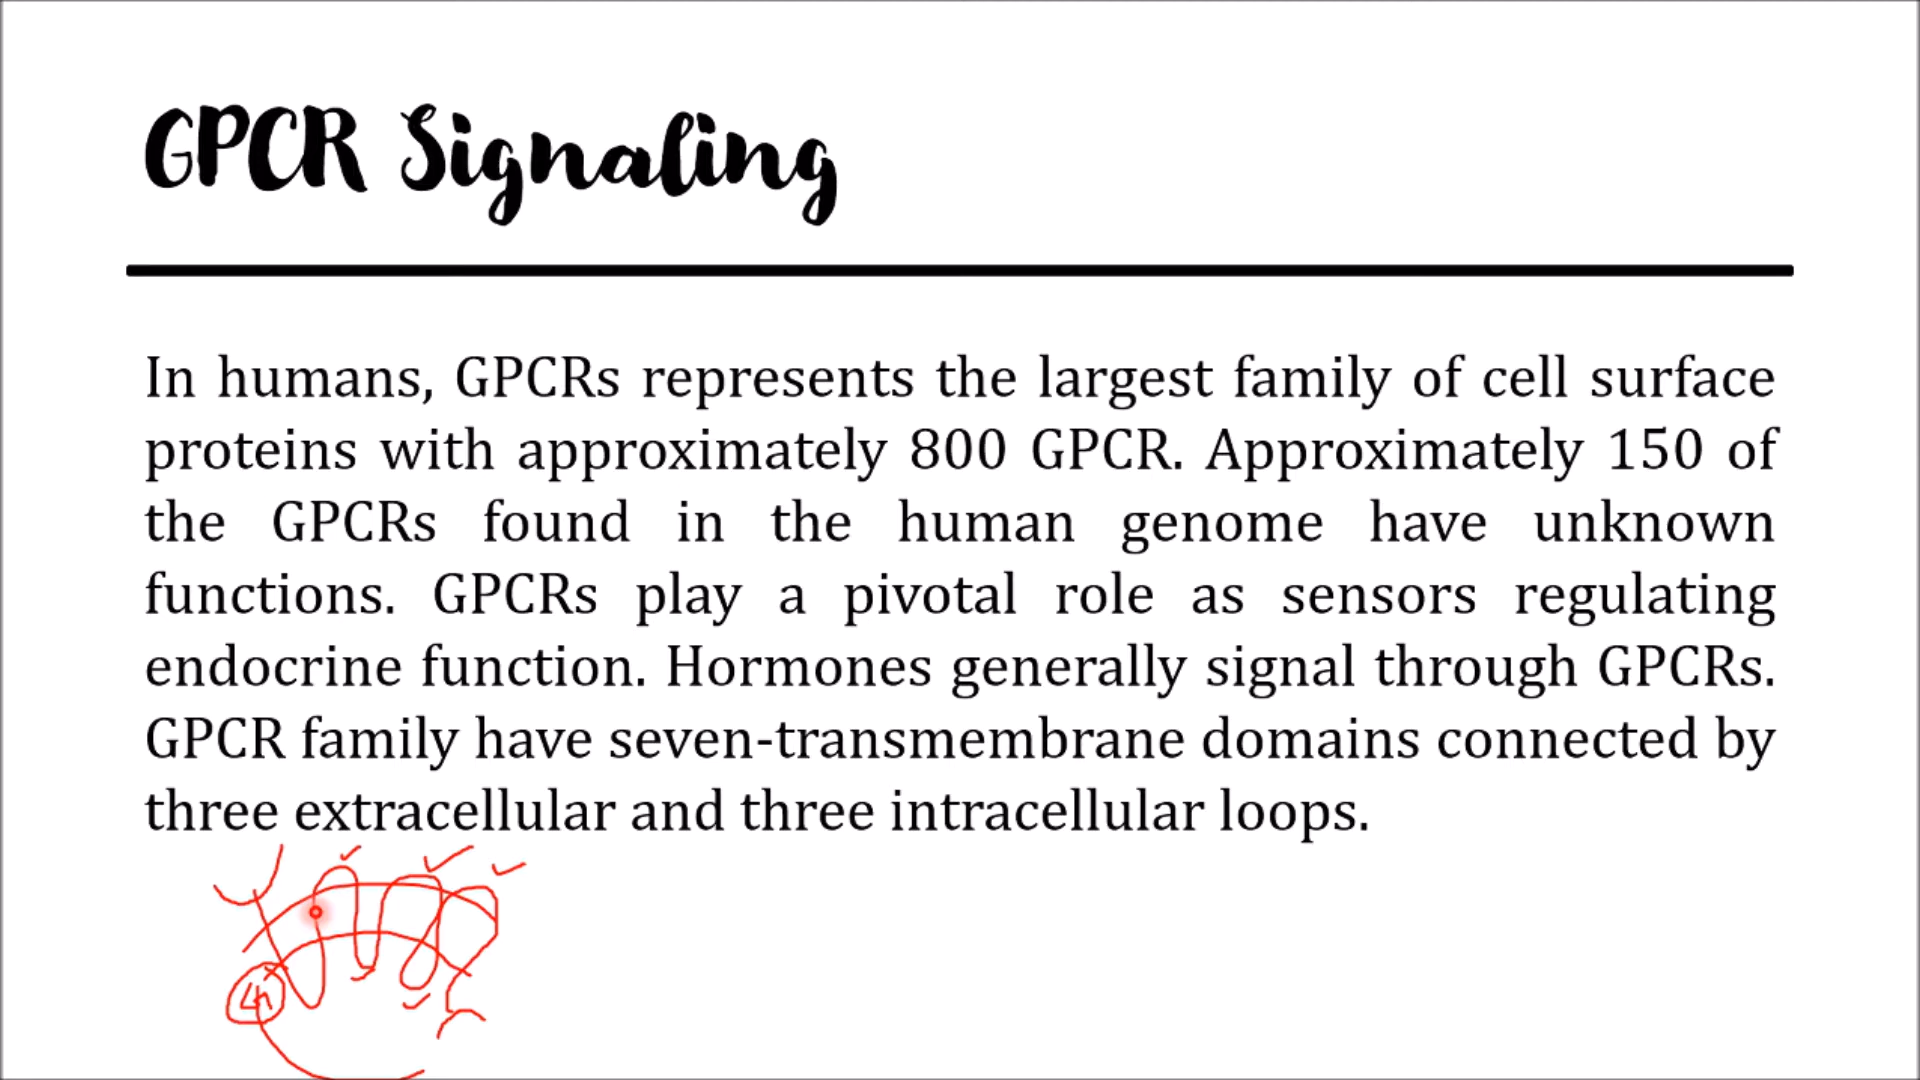 GPCR Signaling
In humans, GPCRs represents the largest family of cell surface
proteins with approximately 800 GPCR. Approximately 150 of
the GPCRs found in the human genome have unknown
functions. GPCRs play a pivotal role as sensors regulating
endocrine function. Hormones generally signal through GPCRs.
GPCR family have seven-transmembrane domains connected by
three extracellular and three intracellular loops.